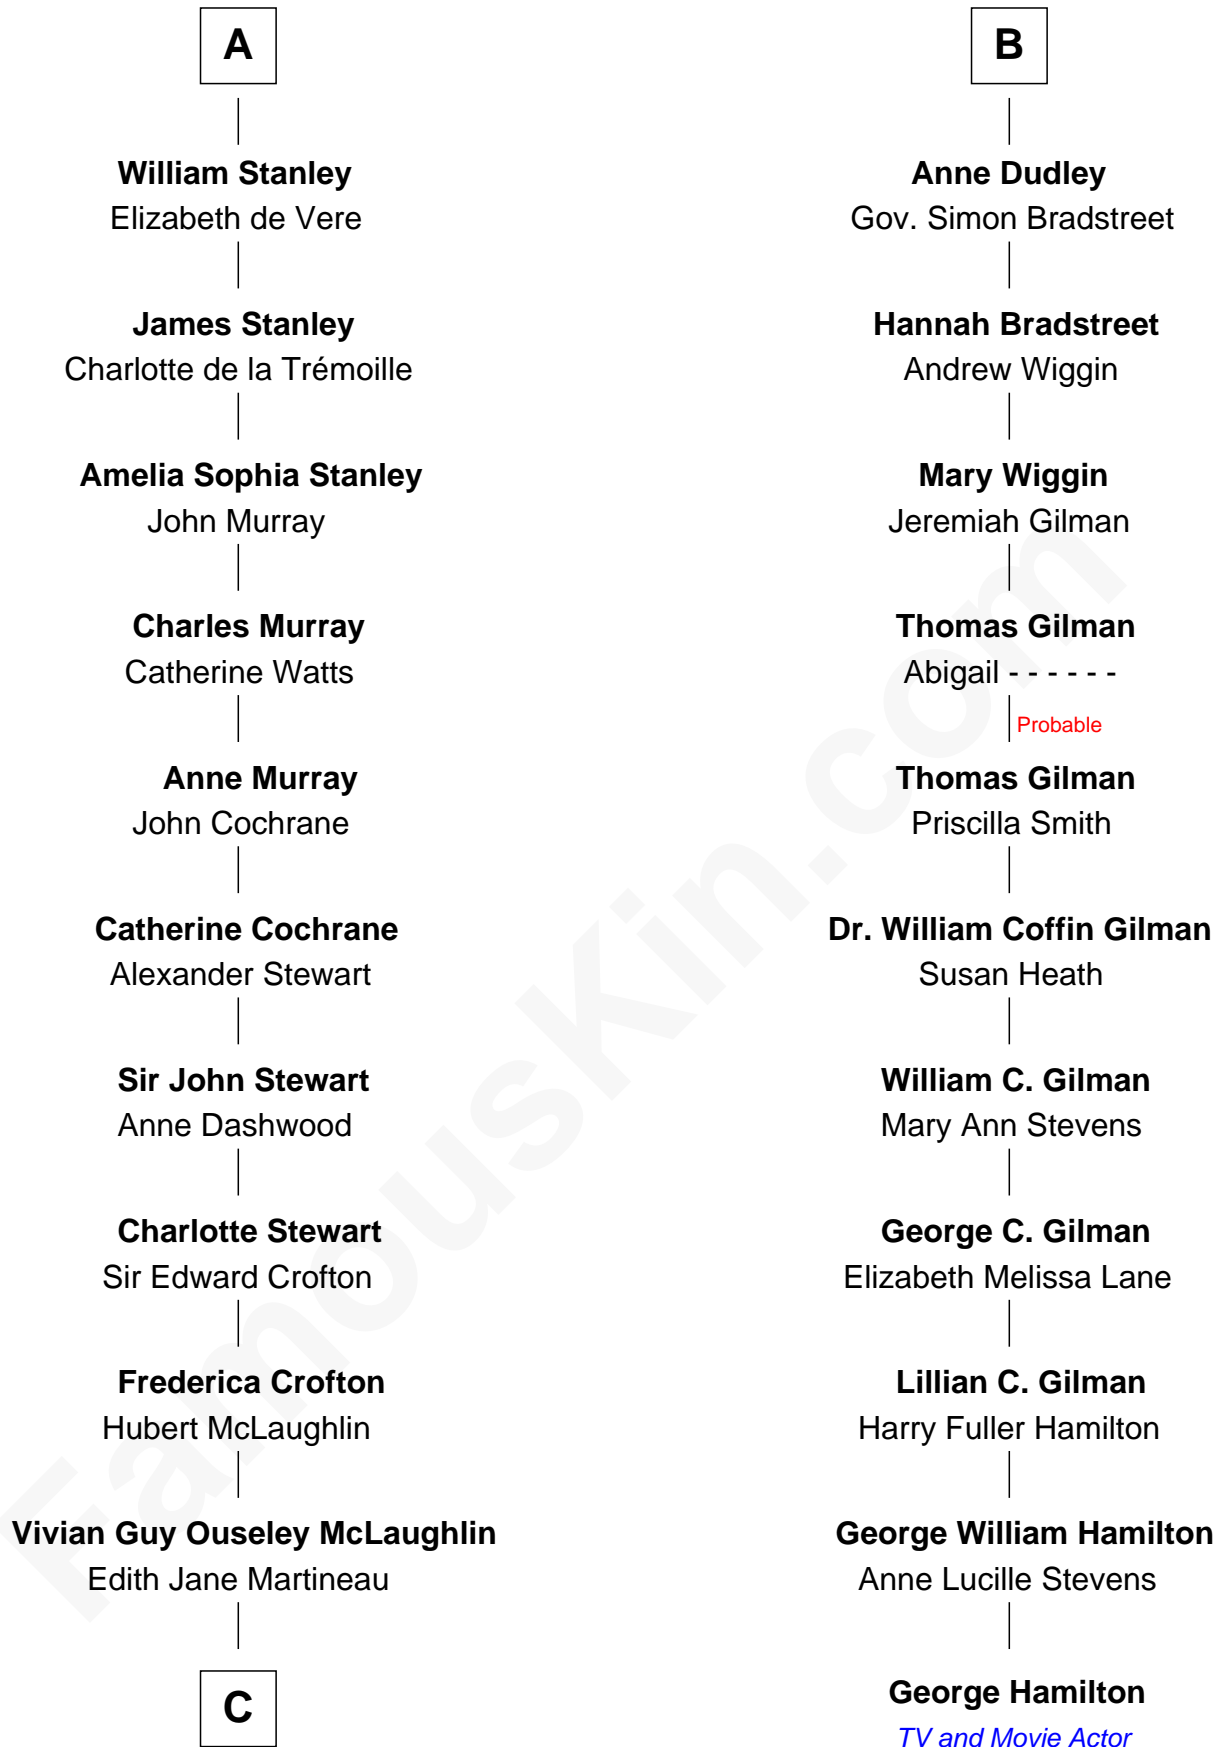 A
William Stanley
Elizabeth de Vere
James Stanley
Charlotte de la Trémoille
Amelia Sophia Stanley
John Murray
Charles Murray
Catherine Watts
Anne Murray
John Cochrane
Catherine Cochrane
Alexander Stewart
Sir John Stewart
Anne Dashwood
Charlotte Stewart
Sir Edward Crofton
Frederica Crofton
Hubert McLaughlin
Vivian Guy Ouseley McLaughlin
Edith Jane Martineau
C
B
Anne Dudley
Gov. Simon Bradstreet
Hannah Bradstreet
Andrew Wiggin
Mary Wiggin
Jeremiah Gilman
Thomas Gilman
Abigail - - - - - -
Probable
Thomas Gilman
Priscilla Smith
Dr. William Coffin Gilman
Susan Heath
William C. Gilman
Mary Ann Stevens
George C. Gilman
Elizabeth Melissa Lane
Lillian C. Gilman
Harry Fuller Hamilton
George William Hamilton
Anne Lucille Stevens
George Hamilton
TV and Movie Actor
FamousKin.com